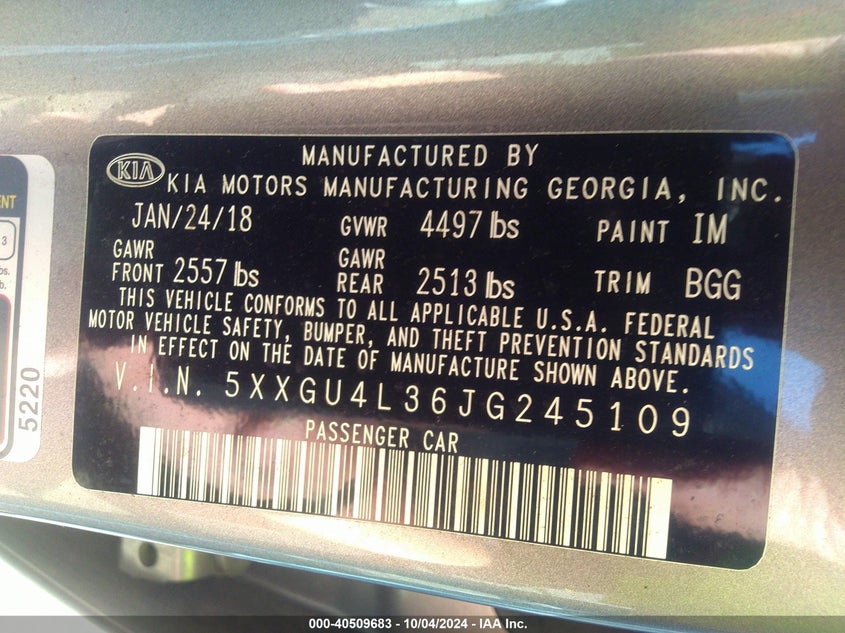 MANUFACTURED BY
KIA KIA MOTORS MANUFACTURING GEORGIA, INC.
JAN/24/18 GVWR 4497 lbs PAINT IM
GAWR FRONT 2557 lbs GAWR REAR 2513 lbs TRIM BGG
THIS VEHICLE CONFORMS TO ALL APPLICABLE U.S.A. FEDERAL
MOTOR VEHICLE SAFETY, BUMPER, AND THEFT PREVENTION STANDARDS
IN EFFECT ON THE DATE OF MANUFACTURE SHOWN ABOVE.
V.I.N. 5XXGU4L36JG245109
PASSENGER CAR
ENT
3
bs.
b.
5220
000-40509683 - 10/04/2024 - IAA Inc.